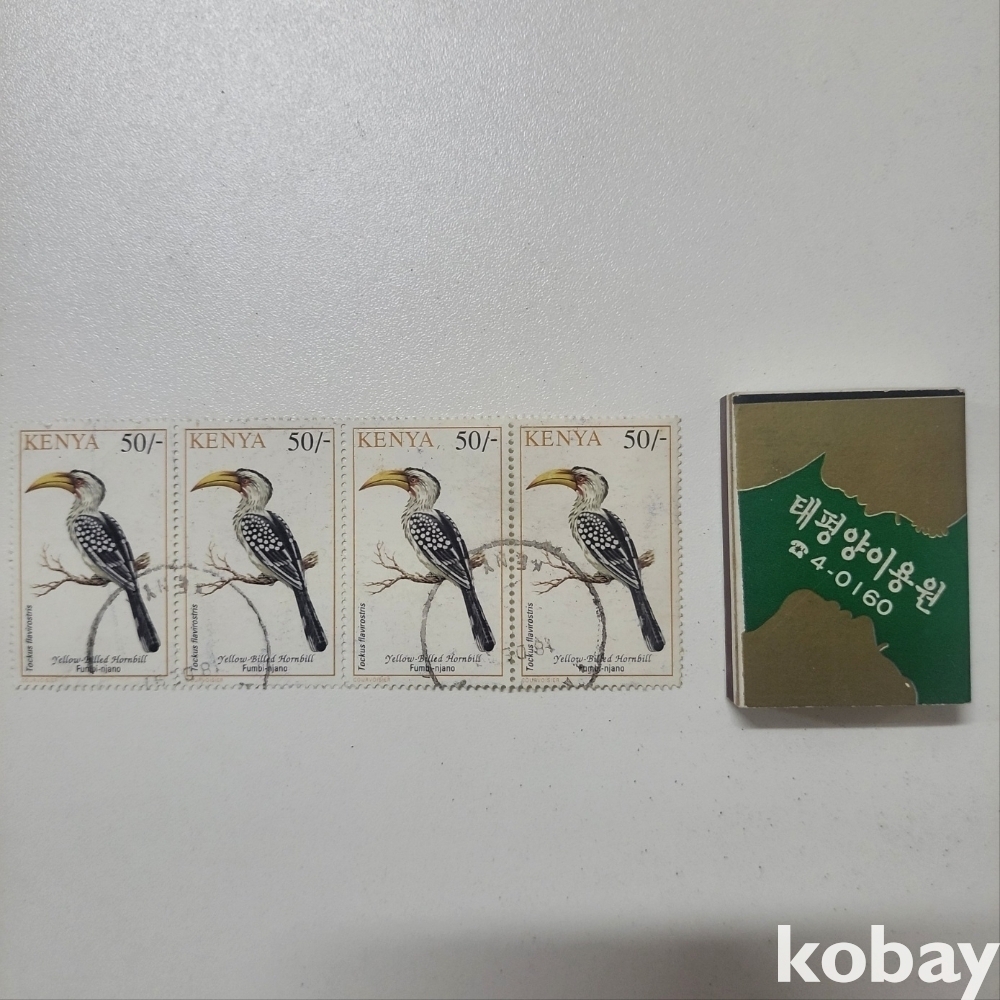 KENYA 50/-
Tockus flavirostris
Yellow-Billed Hornbill
Fumbi-njano
KENYA 50/-
Tockus flavirostris
Yellow-Billed Hornbill
Fumbi-njano
KENYA 50/-
Tockus flavirostris
Yellow-Billed Hornbill
Fumbi-njano
KENYA 50/-
Tockus flavirostris
Yellow-Billed Hornbill
Fumbi-njano
태평양이용원
☎4-0160
kobay